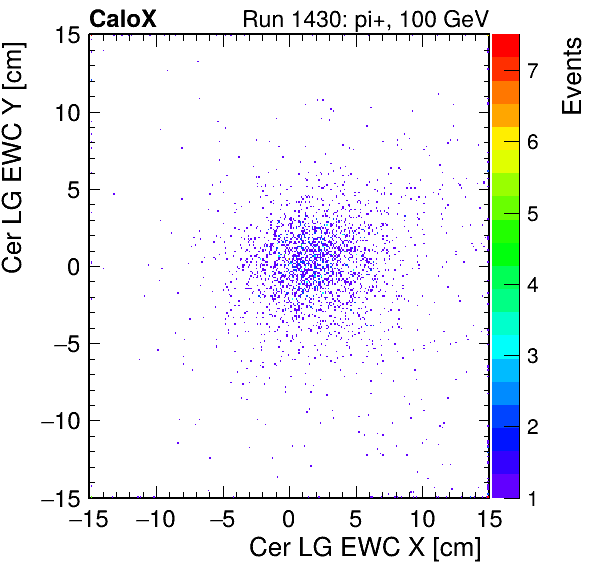 CaloX Run 1430: pi+, 100 GeV
Cer LG EWC Y [cm]
15
10
5
0
−5
−10
−15
−15 −10 −5 0 5 10 15
Cer LG EWC X [cm]
Events
7
6
5
4
3
2
1